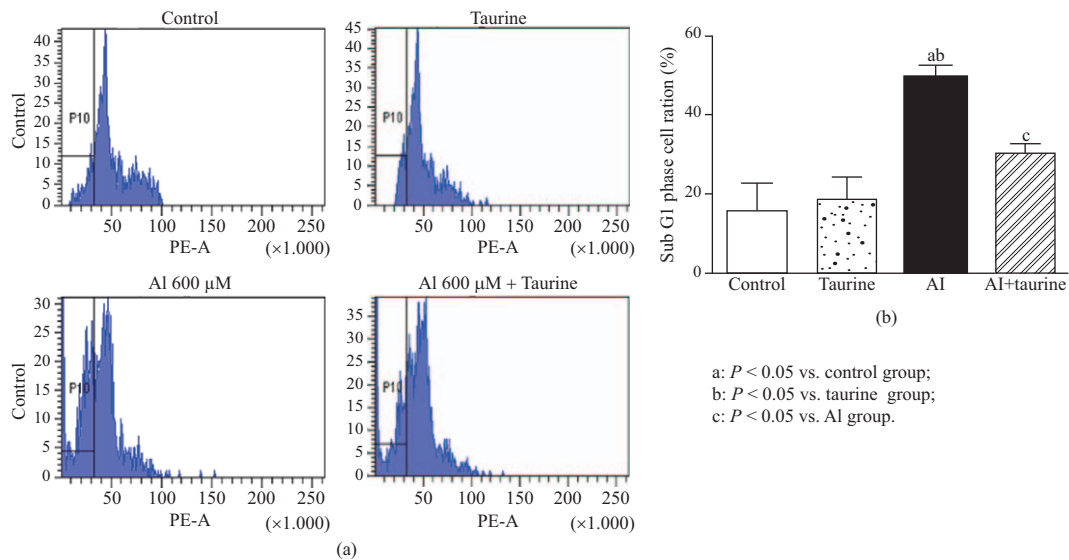 Control
Control
40
35
30
25
20
15
10
5
0
P10
50 100 150 200 250
PE-A
(×1.000)
Taurine
45
40
35
30
25
20
15
10
5
0
P10
50 100 150 200 250
PE-A
(×1.000)
Al 600 µM
Control
30
25
20
15
10
5
0
P10
50 100 150 200 250
PE-A
(×1.000)
Al 600 µM + Taurine
35
30
25
20
15
10
5
0
P10
50 100 150 200 250
PE-A
(×1.000)
(a)
Sub G1 phase cell ration (%)
60
40
20
0
ab
c
Control Taurine AI AI+taurine
(b)
a: P < 0.05 vs. control group;
b: P < 0.05 vs. taurine group;
c: P < 0.05 vs. Al group.